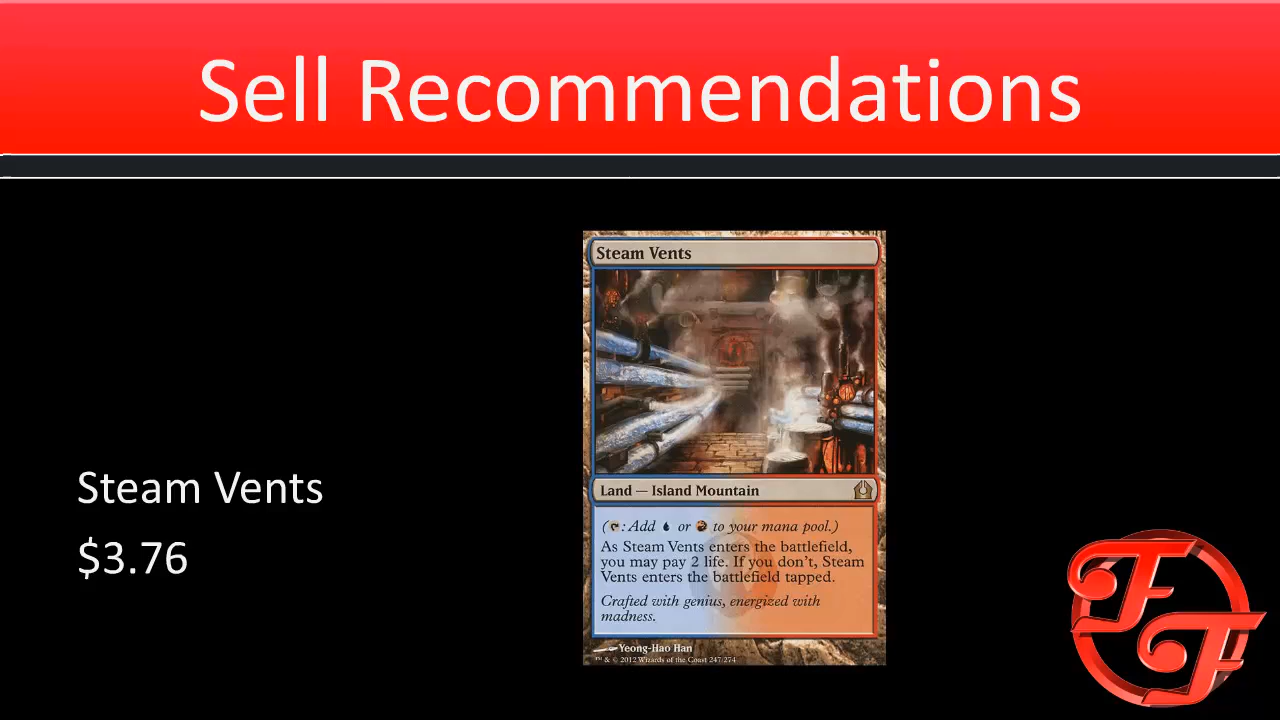 Sell Recommendations
Steam Vents
$3.76
Steam Vents
Land — Island Mountain
( : Add or to your mana pool.)
As Steam Vents enters the battlefield,
you may pay 2 life. If you don't, Steam
Vents enters the battlefield tapped.
Crafted with genius, energized with
madness.
Yeong-Hao Han
™ & © 2012 Wizards of the Coast 247/274
FF